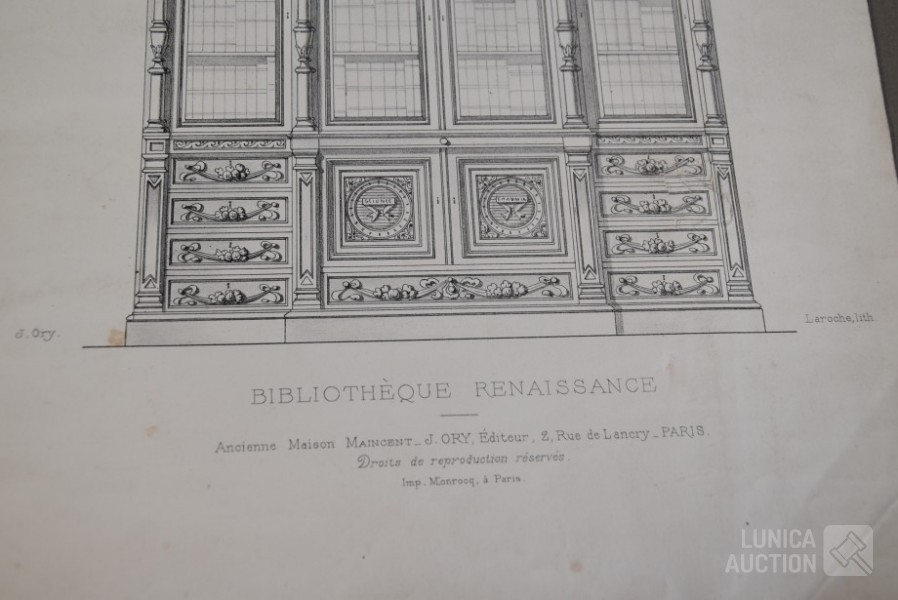 SCIENCE
J. Ory.
Laroche, lith.
BIBLIOTHÈQUE RENAISSANCE
Ancienne Maison MAINCENT _ J. ORY, Éditeur, 2, Rue de Lancry _ PARIS.
Droits de reproduction réservés.
Imp. Monrocq, à Paris.
LUNICA
AUCTION